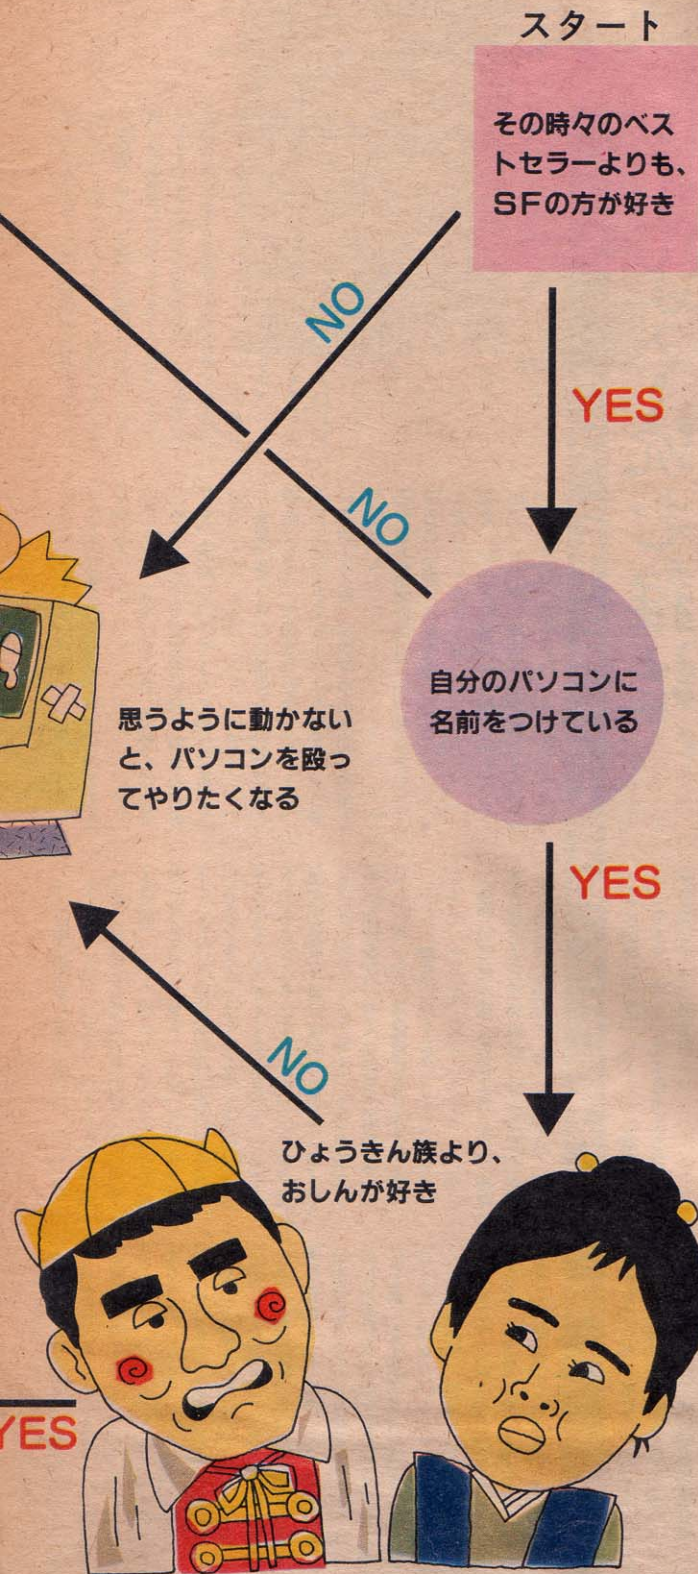 スタート
その時々のベス
トセラーよりも、
SFの方が好き
NO
YES
NO
自分のパソコンに
名前をつけている
思うように動かない
と、パソコンを殴っ
てやりたくなる
YES
NO
ひょうきん族より、
おしんが好き
YES